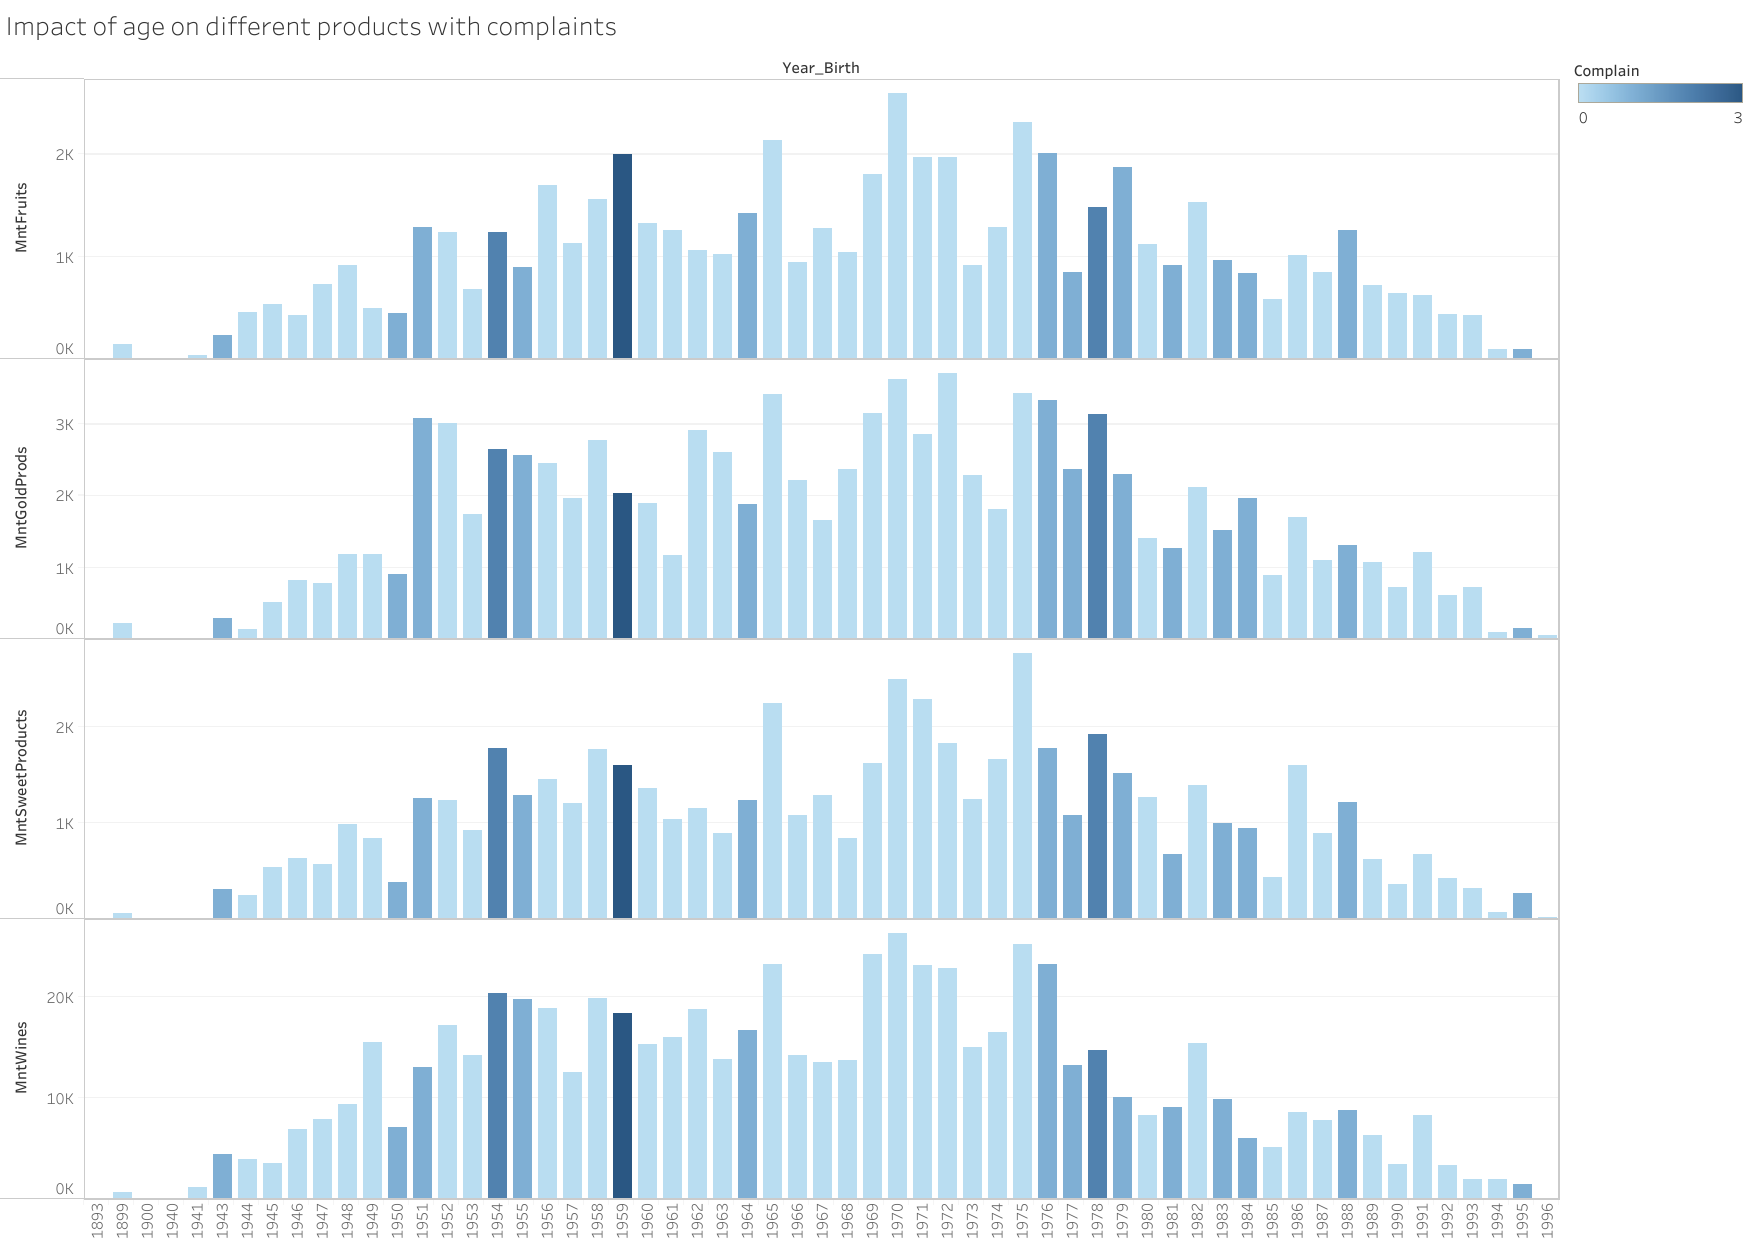 Impact of age on different products with complaints
Year_Birth
Complain
0 3
MntFruits
2K
1K
0K
MntGoldProds
3K
2K
1K
0K
MntSweetProducts
2K
1K
0K
MntWines
20K
10K
0K
1893 1899 1900 1940 1941 1943 1944 1945 1946 1947 1948 1949 1950 1951 1952 1953 1954 1955 1956 1957 1958 1959 1960 1961 1962 1963 1964 1965 1966 1967 1968 1969 1970 1971 1972 1973 1974 1975 1976 1977 1978 1979 1980 1981 1982 1983 1984 1985 1986 1987 1988 1989 1990 1991 1992 1993 1994 1995 1996